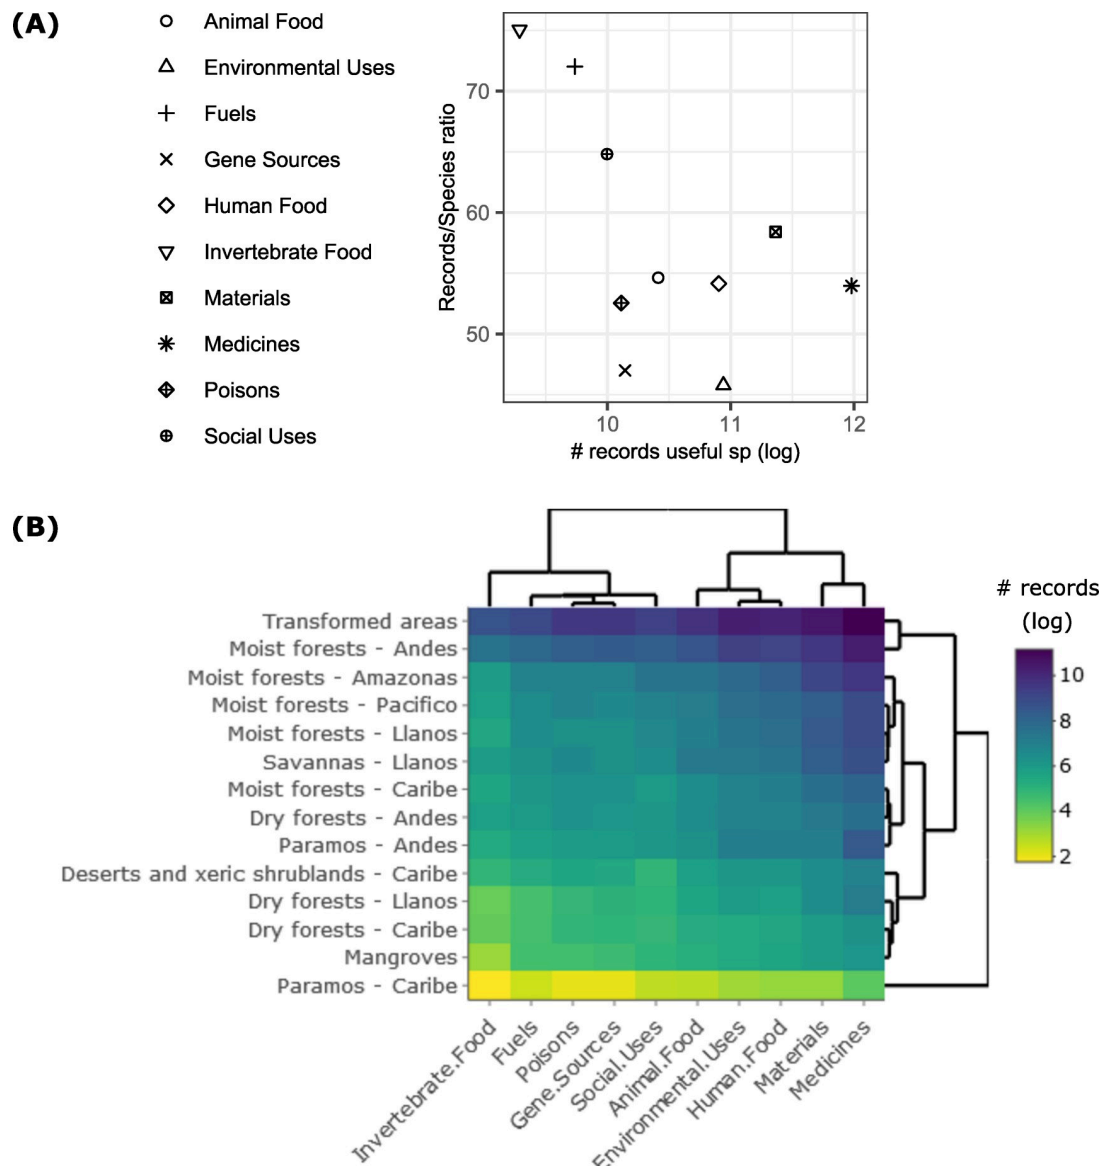 (A)
Animal Food
Environmental Uses
Fuels
Gene Sources
Human Food
Invertebrate Food
Materials
Medicines
Poisons
Social Uses
Records/Species ratio
70
60
50
10 11 12
# records useful sp (log)
(B)
# records
(log)
10
8
6
4
2
Transformed areas
Moist forests - Andes
Moist forests - Amazonas
Moist forests - Pacifico
Moist forests - Llanos
Savannas - Llanos
Moist forests - Caribe
Dry forests - Andes
Paramos - Andes
Deserts and xeric shrublands - Caribe
Dry forests - Llanos
Dry forests - Caribe
Mangroves
Paramos - Caribe
Invertebrate.Food
Fuels
Poisons
Gene.Sources
Social.Uses
Animal.Food
Environmental.Uses
Human.Food
Materials
Medicines